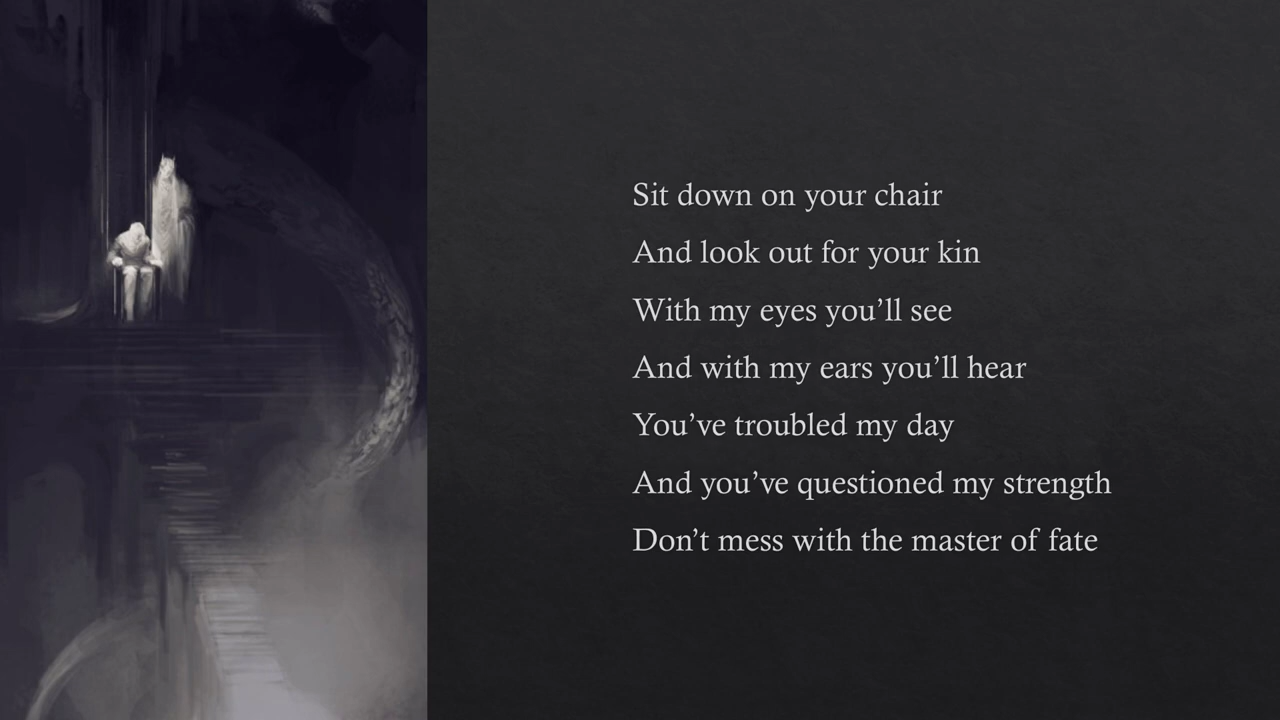 Sit down on your chair
And look out for your kin
With my eyes you’ll see
And with my ears you’ll hear
You’ve troubled my day
And you’ve questioned my strength
Don’t mess with the master of fate